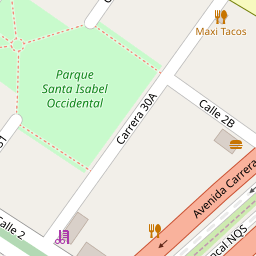 Maxi Tacos
Parque
Santa Isabel
Occidental
Carrera 30A
Calle 2B
Calle 2
Avenida Carrera